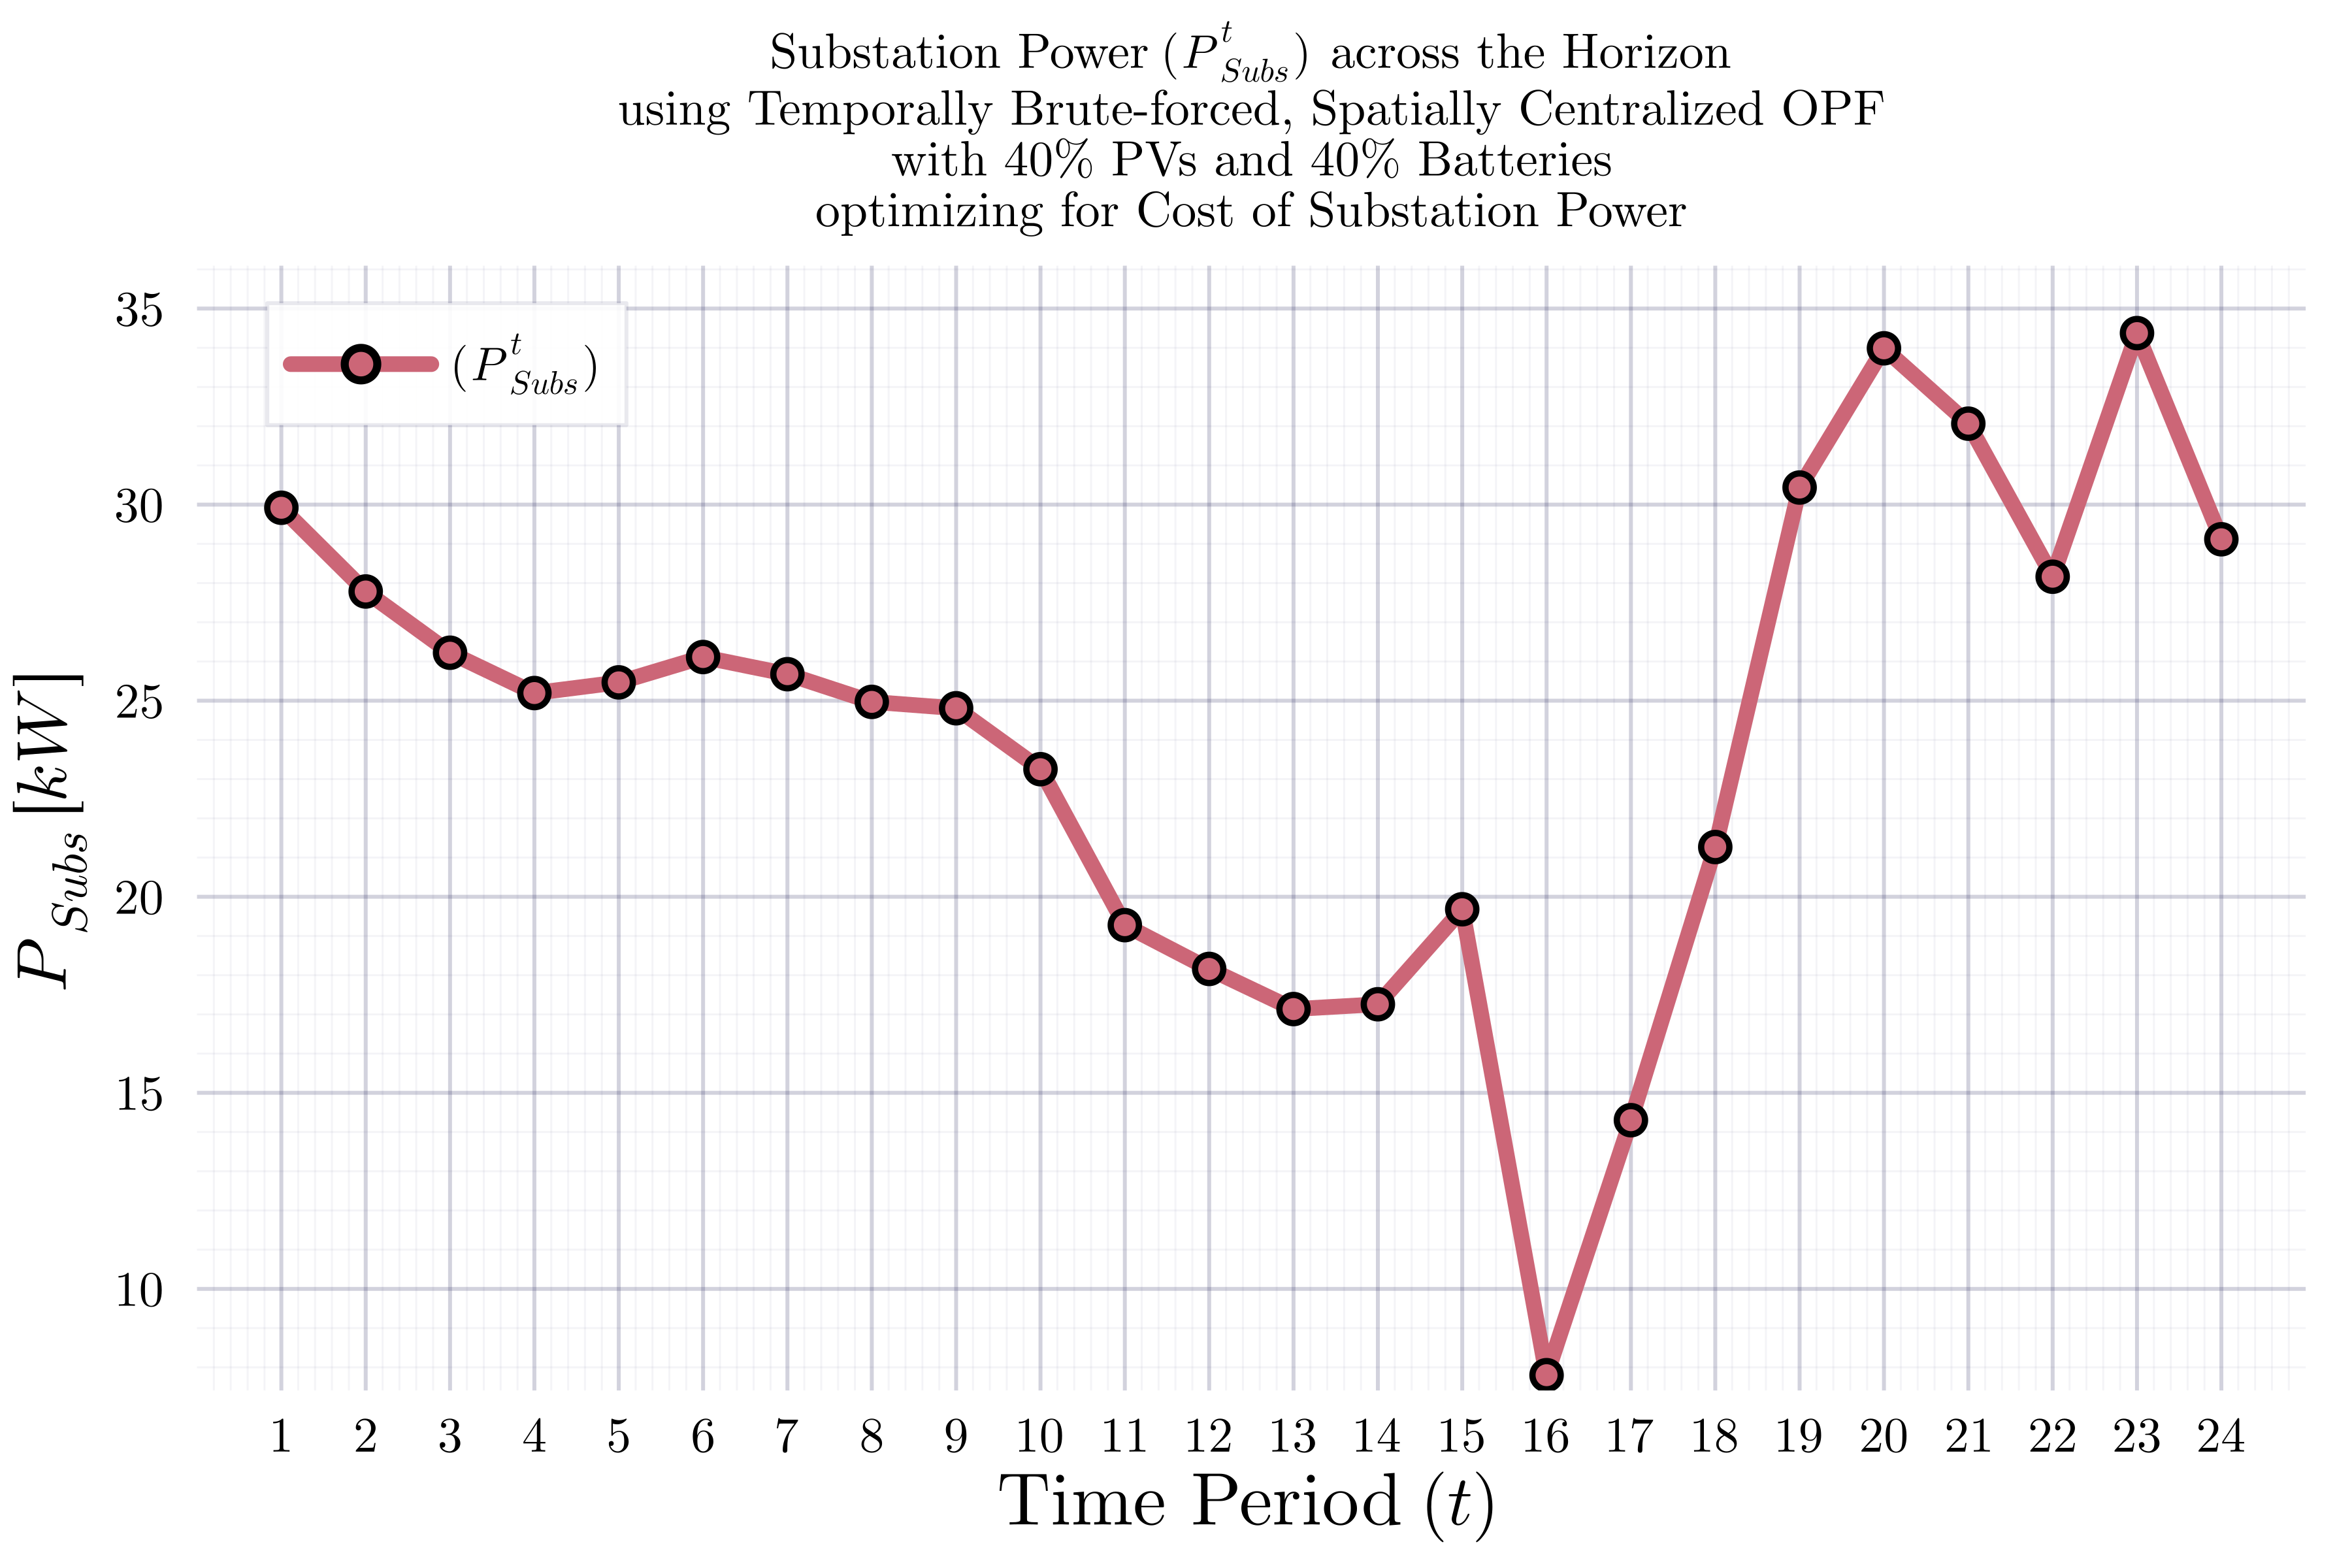 Substation Power (P^t_Subs) across the Horizon
using Temporally Brute-forced, Spatially Centralized OPF
with 40% PVs and 40% Batteries
optimizing for Cost of Substation Power
(P^t_Subs)
35
30
25
20
15
10
P_Subs [kW]
1 2 3 4 5 6 7 8 9 10 11 12 13 14 15 16 17 18 19 20 21 22 23 24
Time Period (t)